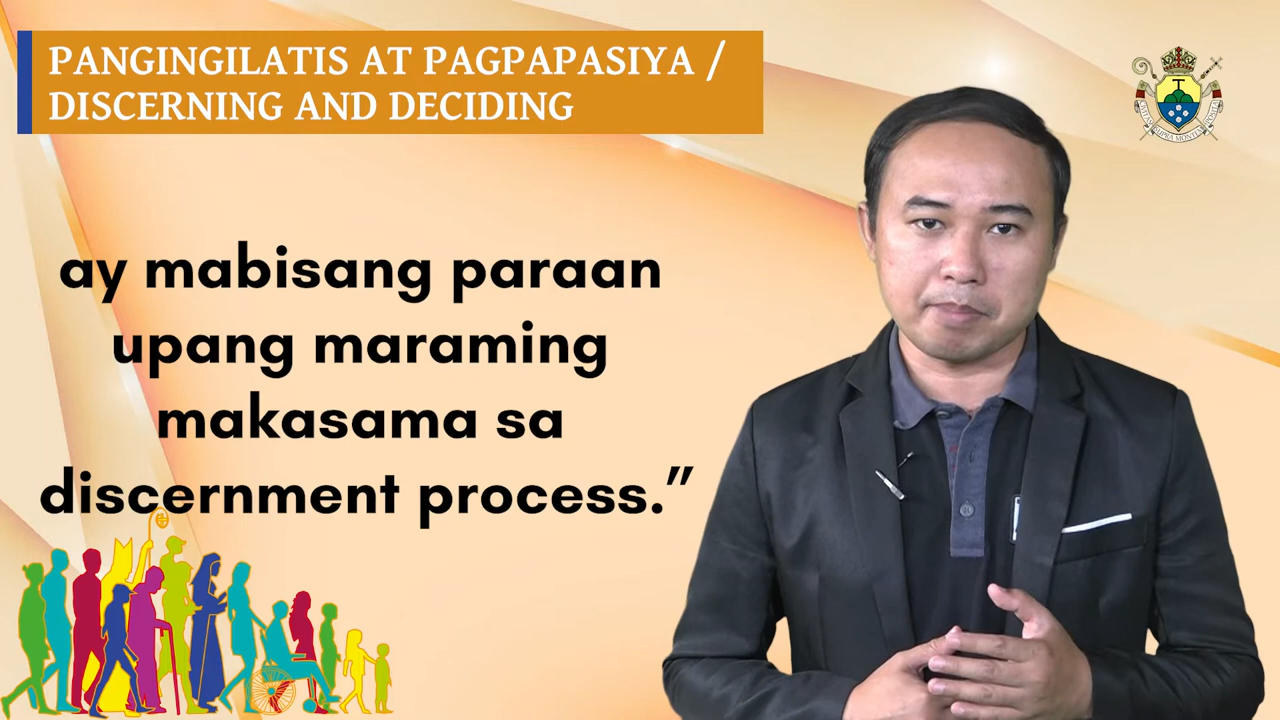 PANGINGILATIS AT PAGPAPASIYA /
DISCERNING AND DECIDING
ay mabisang paraan
upang maraming
makasama sa
discernment process.”